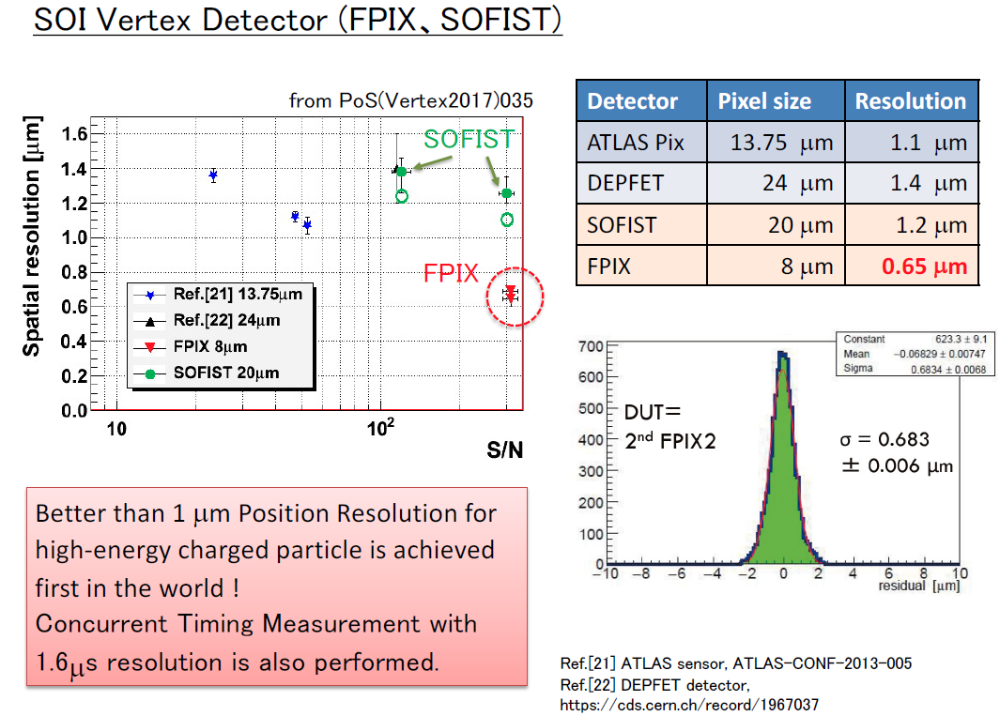 SOI Vertex Detector (FPIX、SOFIST)
from PoS(Vertex2017)035
Spatial resolution [μm]
1.6
1.4
1.2
1.0
0.8
0.6
0.4
0.2
0.0
SOFIST
FPIX
Ref.[21] 13.75μm
Ref.[22] 24μm
FPIX 8μm
SOFIST 20μm
10 10²
S/N
Detector Pixel size Resolution
ATLAS Pix 13.75 μm 1.1 μm
DEPFET 24 μm 1.4 μm
SOFIST 20 μm 1.2 μm
FPIX 8 μm 0.65 μm
Constant 623.3 ± 9.1
Mean −0.06829 ± 0.00747
Sigma 0.6834 ± 0.0068
700
600
500
400
300
200
100
0
DUT=
2nd FPIX2
σ = 0.683
± 0.006 μm
−10 −8 −6 −4 −2 0 2 4 6 8 10
residual [μm]
Better than 1 μm Position Resolution for
high-energy charged particle is achieved
first in the world !
Concurrent Timing Measurement with
1.6μs resolution is also performed.
Ref.[21] ATLAS sensor, ATLAS-CONF-2013-005
Ref.[22] DEPFET detector,
https://cds.cern.ch/record/1967037